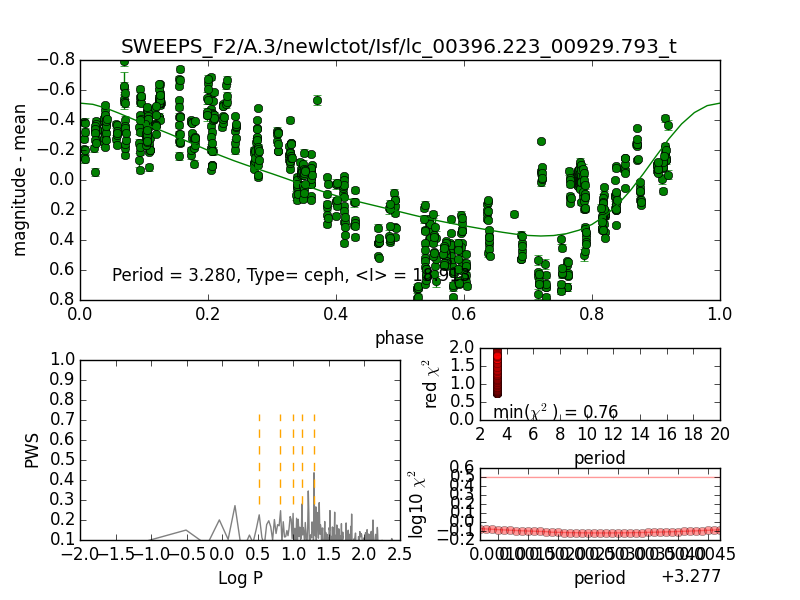 SWEEPS_F2/A.3/newlctot/lsf/lc_00396.223_00929.793_t
magnitude - mean
−0.8
−0.6
−0.4
−0.2
0.0
0.2
0.4
0.6
0.8
Period = 3.280, Type= ceph, <I> =
0.0 0.2 0.4 0.6 0.8 1.0
phase
PWS
1.0
0.9
0.8
0.7
0.6
0.5
0.4
0.3
0.2
0.1
−2.0 −1.5 −1.0 −0.5 0.0 0.5 1.0 1.5 2.0 2.5
Log P
red χ²
2.0
1.5
1.0
0.5
0.0
min(χ² ) = 0.76
2 4 6 8 10 12 14 16 18 20
period
log10 χ²
0.6
0.5
0.4
0.3
0.2
0.1
0.0
−0.2
period
+3.277